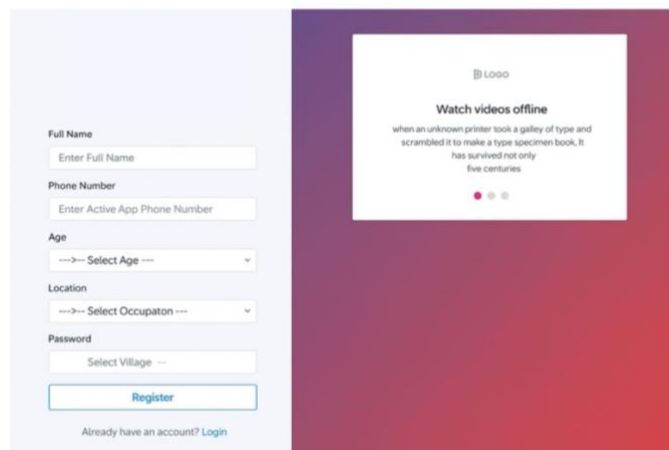 Full Name
Enter Full Name
Phone Number
Enter Active App Phone Number
Age
--->-- Select Age ---
Location
--->-- Select Occupaton ---
Password
Select Village --
Register
Already have an account? Login
LOGO
Watch videos offline
when an unknown printer took a galley of type and
scrambled it to make a type specimen book, It
has survived not only
five centuries